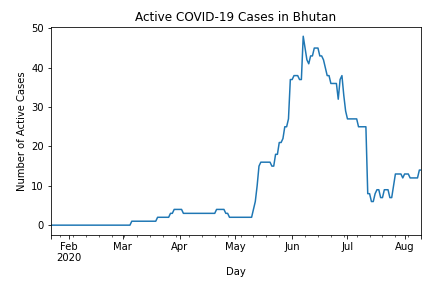 Active COVID-19 Cases in Bhutan
Number of Active Cases
50
40
30
20
10
0
Feb Mar Apr May Jun Jul Aug
2020
Day